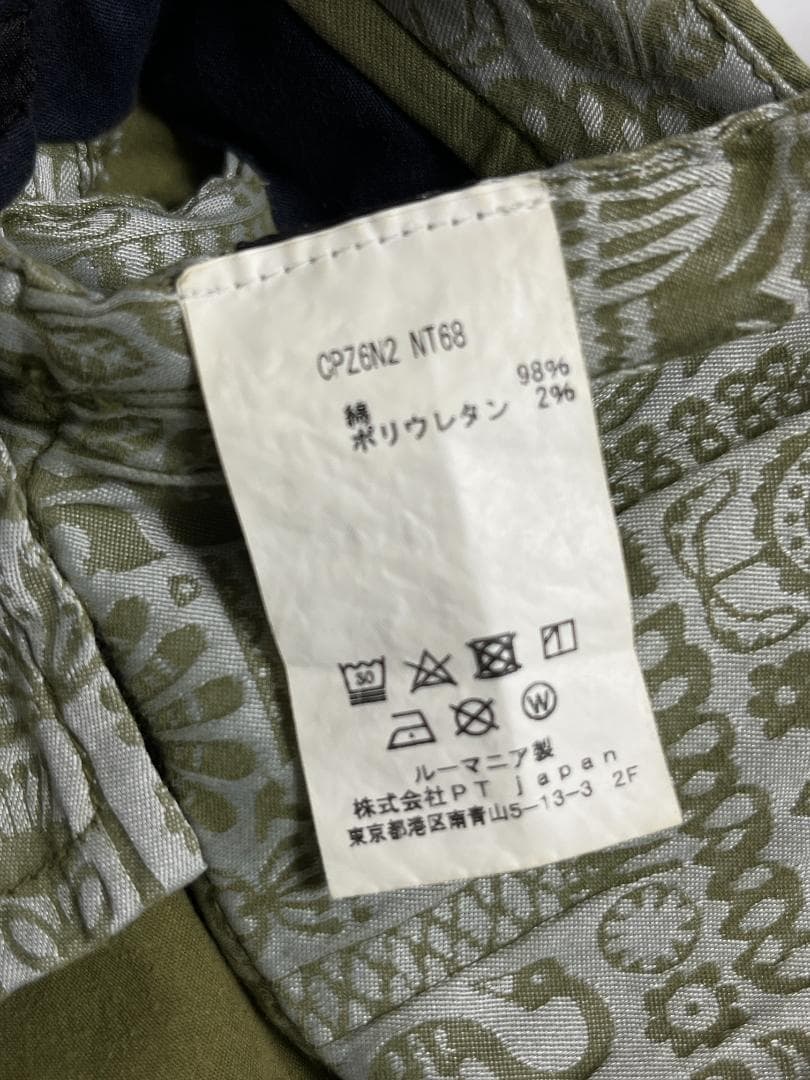 CPZ6N2 NT68
綿 98%
ポリウレタン 2%
30
W
ルーマニア製
株式会社PT japan
東京都港区南青山5-13-3 2F